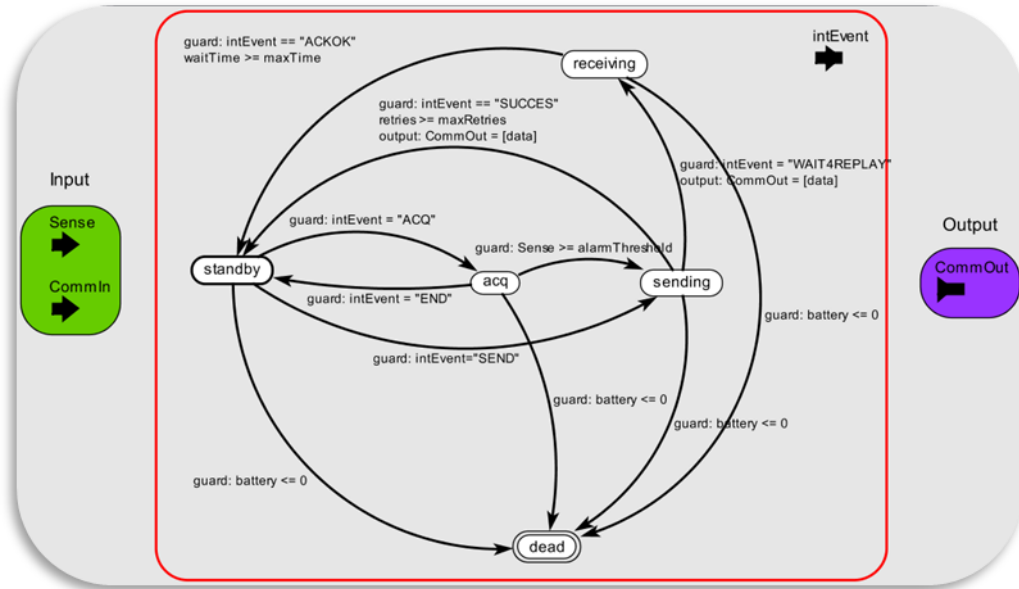 guard: intEvent == "ACKOK"
waitTime >= maxTime
receiving
intEvent
guard: intEvent == "SUCCES"
retries >= maxRetries
output: CommOut = [data]
guard: intEvent = "WAIT4REPLAY"
output: CommOut = [data]
Input
Sense
CommIn
guard: intEvent = "ACQ"
guard: Sense >= alarmThreshold
Output
CommOut
standby
acq
sending
guard: intEvent = "END"
guard: battery <= 0
guard: intEvent="SEND"
guard: battery <= 0
guard: battery <= 0
guard: battery <= 0
dead